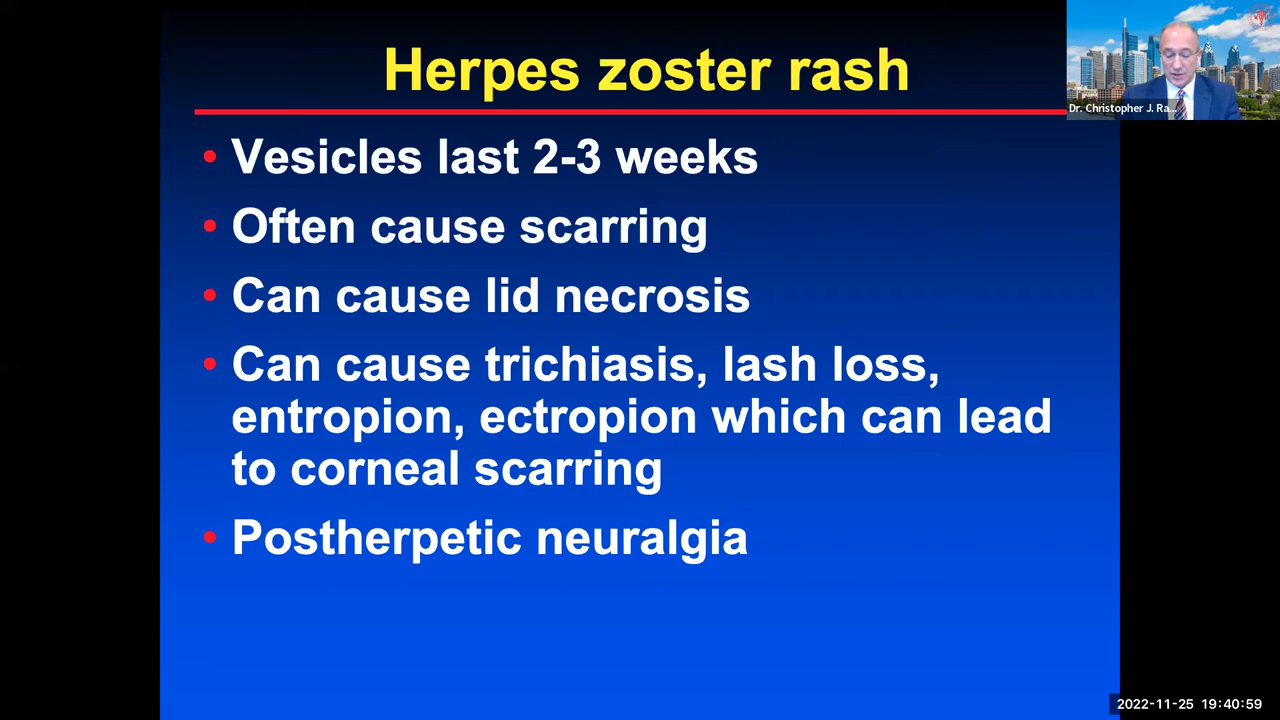 Herpes zoster rash
Dr. Christopher J. Ra...
• Vesicles last 2-3 weeks
• Often cause scarring
• Can cause lid necrosis
• Can cause trichiasis, lash loss,
entropion, ectropion which can lead
to corneal scarring
• Postherpetic neuralgia
2022-11-25 19:40:59